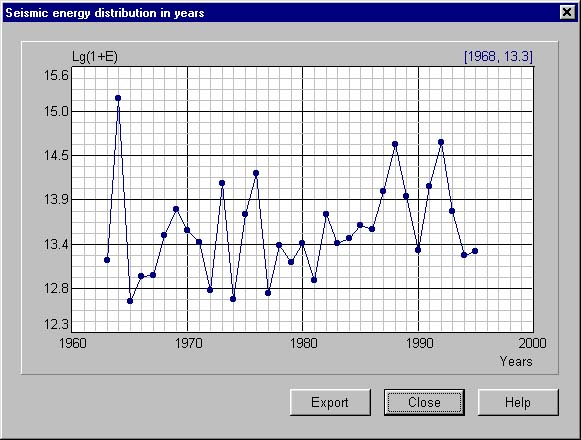 Seismic energy distribution in years
Lg(1+E) [1968, 13.3]
15.6
15.0
14.5
13.9
13.4
12.8
12.3
1960 1970 1980 1990 2000
Years
Export Close Help